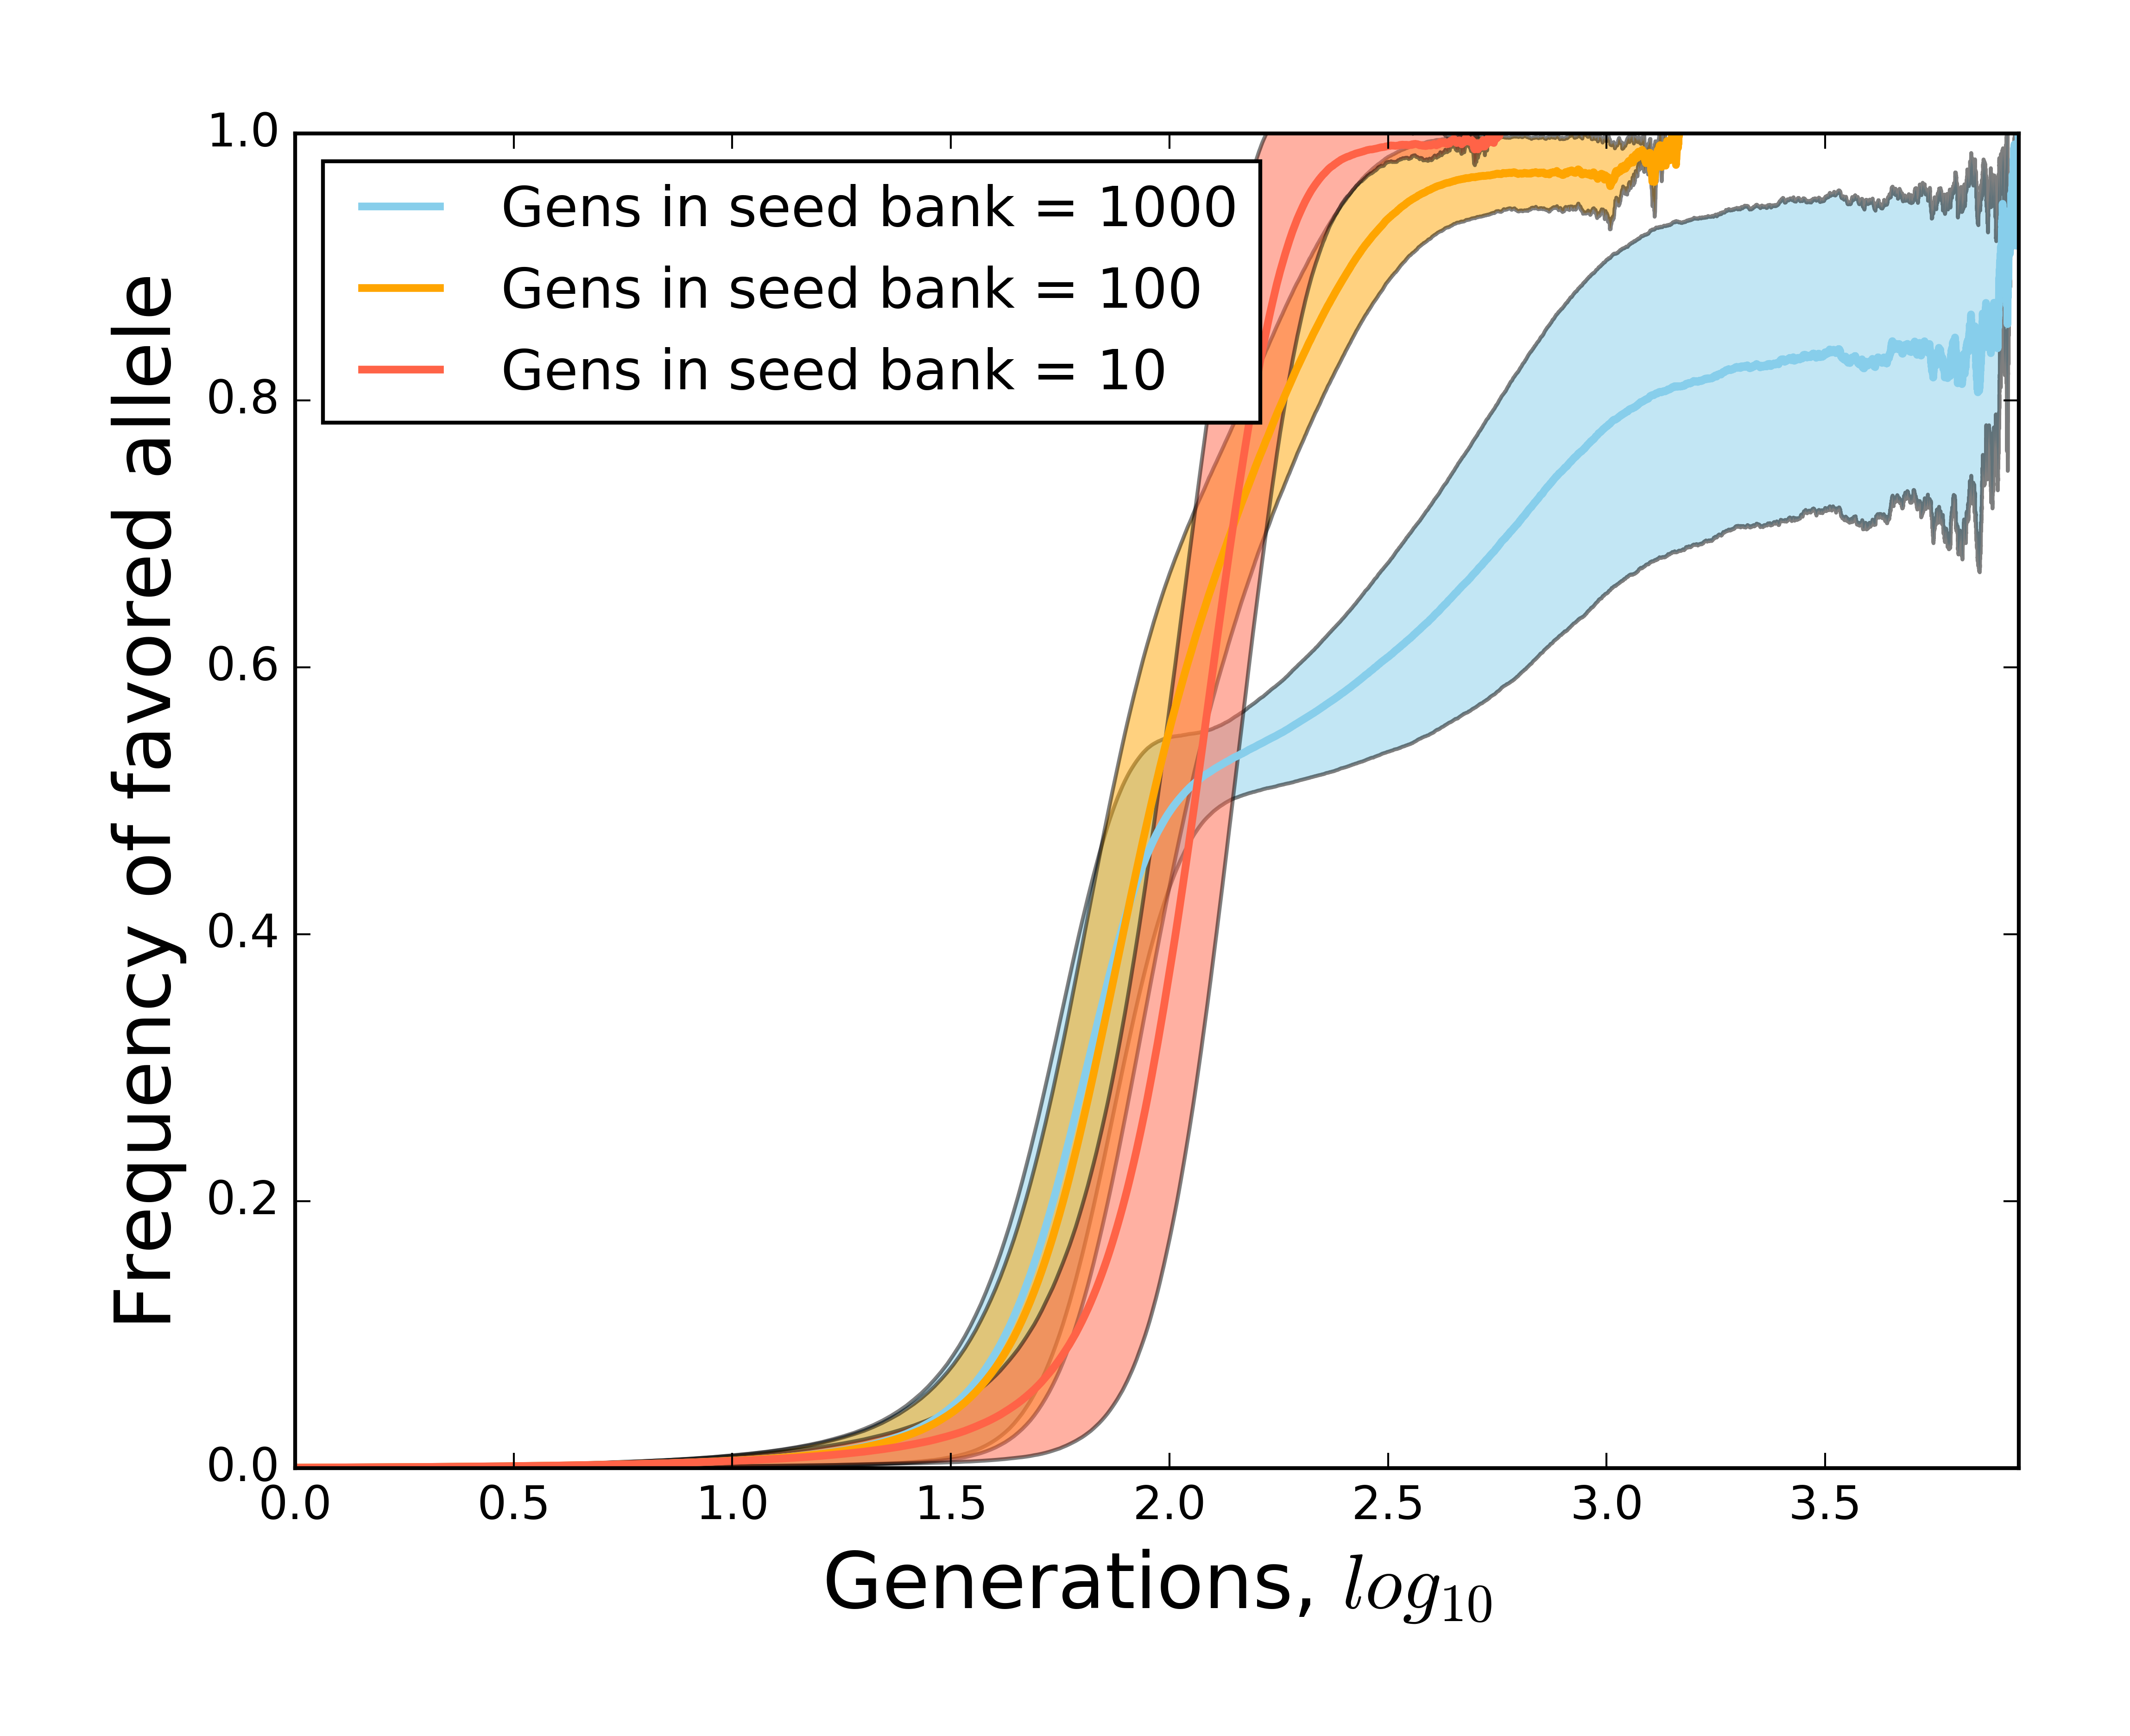 Gens in seed bank = 1000
Gens in seed bank = 100
Gens in seed bank = 10
Frequency of favored allele
1.0
0.8
0.6
0.4
0.2
0.0
0.0 0.5 1.0 1.5 2.0 2.5 3.0 3.5
Generations, log10